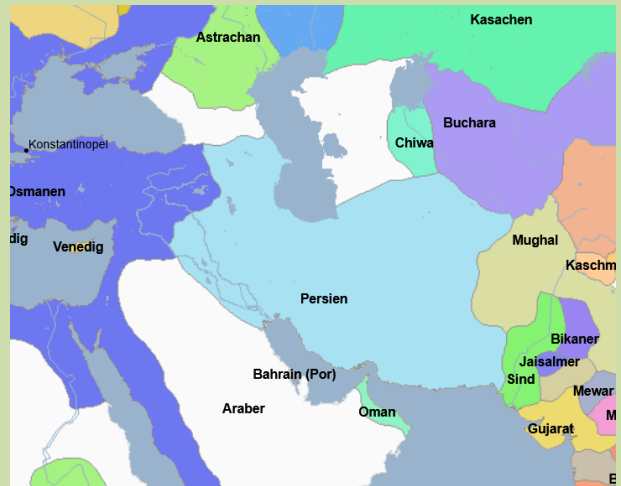 Kasachen
Astrachan
Buchara
Chiwa
Konstantinopel
Osmanen
dig
Venedig
Mughal
Kaschm
Persien
Bikaner
Jaisalmer
Sind
Mewar
Bahrain (Por)
Araber
Oman
M
Gujarat
B